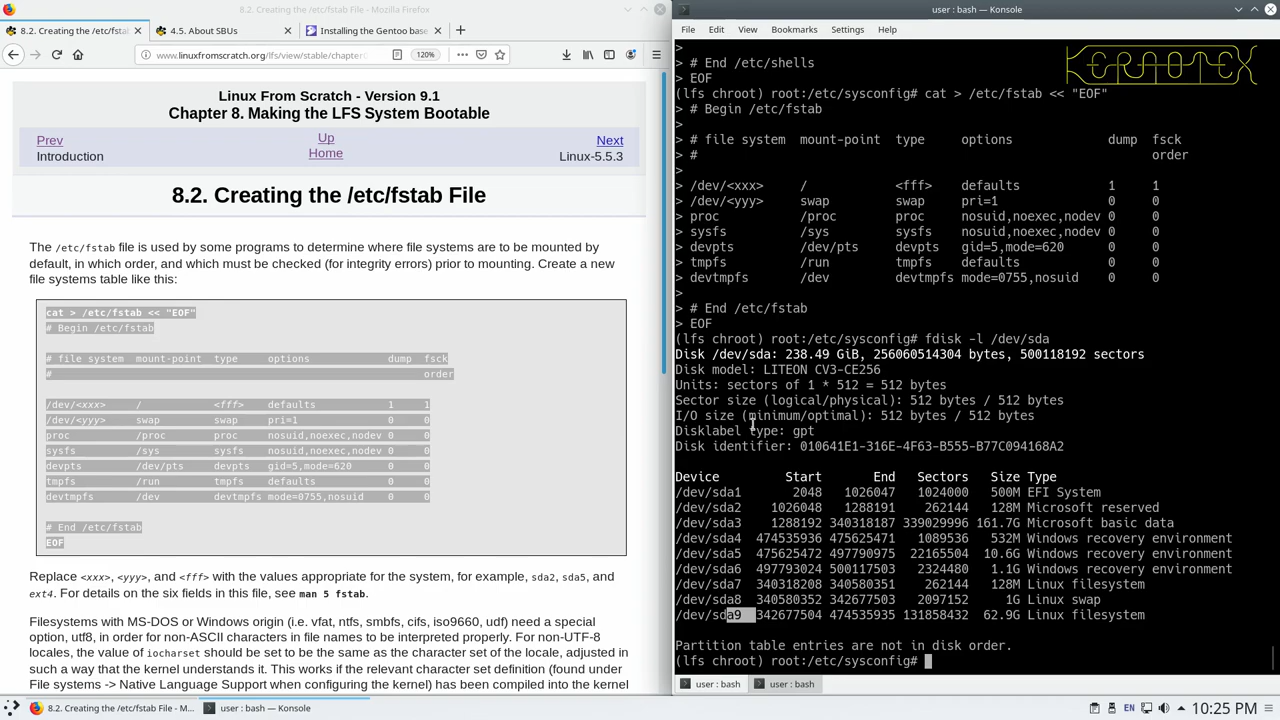 8.2. Creating the /etc/fstab File - Mozilla Firefox
8.2. Creating the /etc/fstab F
4.5. About SBUs
Installing the Gentoo base
www.linuxfromscratch.org/lfs/view/stable/chapter
120%
Linux From Scratch - Version 9.1
Chapter 8. Making the LFS System Bootable
Prev
Up
Next
Introduction
Home
Linux-5.5.3
8.2. Creating the /etc/fstab File
The /etc/fstab file is used by some programs to determine where file systems are to be mounted by
default, in which order, and which must be checked (for integrity errors) prior to mounting. Create a new
file systems table like this:
cat > /etc/fstab << "EOF"
# Begin /etc/fstab
# file system  mount-point  type     options             dump  fsck
#                                                              order
/dev/<xxx>     /            <fff>    defaults            1     1
/dev/<yyy>     swap         swap     pri=1               0     0
proc           /proc        proc     nosuid,noexec,nodev 0     0
sysfs          /sys         sysfs    nosuid,noexec,nodev 0     0
devpts         /dev/pts     devpts   gid=5,mode=620      0     0
tmpfs          /run         tmpfs    defaults            0     0
devtmpfs       /dev         devtmpfs mode=0755,nosuid    0     0
# End /etc/fstab
EOF
Replace <xxx>, <yyy>, and <fff> with the values appropriate for the system, for example, sda2, sda5, and
ext4. For details on the six fields in this file, see man 5 fstab.
Filesystems with MS-DOS or Windows origin (i.e. vfat, ntfs, smbfs, cifs, iso9660, udf) need a special
option, utf8, in order for non-ASCII characters in file names to be interpreted properly. For non-UTF-8
locales, the value of iocharset should be set to be the same as the character set of the locale, adjusted in
such a way that the kernel understands it. This works if the relevant character set definition (found under
File systems -> Native Language Support when configuring the kernel) has been compiled into the kernel
user : bash — Konsole
File Edit View Bookmarks Settings Help
KERNOTEX
>
> # End /etc/shells
> EOF
(lfs chroot) root:/etc/sysconfig# cat > /etc/fstab << "EOF"
> # Begin /etc/fstab
>
> # file system  mount-point  type     options             dump  fsck
> #                                                              order
>
> /dev/<xxx>     /            <fff>    defaults            1     1
> /dev/<yyy>     swap         swap     pri=1               0     0
> proc           /proc        proc     nosuid,noexec,nodev 0     0
> sysfs          /sys         sysfs    nosuid,noexec,nodev 0     0
> devpts         /dev/pts     devpts   gid=5,mode=620      0     0
> tmpfs          /run         tmpfs    defaults            0     0
> devtmpfs       /dev         devtmpfs mode=0755,nosuid    0     0
>
> # End /etc/fstab
> EOF
(lfs chroot) root:/etc/sysconfig# fdisk -l /dev/sda
Disk /dev/sda: 238.49 GiB, 256060514304 bytes, 500118192 sectors
Disk model: LITEON CV3-CE256
Units: sectors of 1 * 512 = 512 bytes
Sector size (logical/physical): 512 bytes / 512 bytes
I/O size (minimum/optimal): 512 bytes / 512 bytes
Disklabel type: gpt
Disk identifier: 010641E1-316E-4F63-B555-B77C094168A2
Device         Start       End   Sectors   Size Type
/dev/sda1       2048   1026047   1024000   500M EFI System
/dev/sda2    1026048   1288191    262144   128M Microsoft reserved
/dev/sda3    1288192 340318187 339029996 161.7G Microsoft basic data
/dev/sda4  474535936 475625471   1089536   532M Windows recovery environment
/dev/sda5  475625472 497790975  22165504  10.6G Windows recovery environment
/dev/sda6  497793024 500117503   2324480   1.1G Windows recovery environment
/dev/sda7  340318208 340580351    262144   128M Linux filesystem
/dev/sda8  340580352 342677503   2097152     1G Linux swap
/dev/sda9  342677504 474535935 131858432  62.9G Linux filesystem
Partition table entries are not in disk order.
(lfs chroot) root:/etc/sysconfig#
user : bash
user : bash
8.2. Creating the /etc/fstab File - M...
user : bash — Konsole
EN
10:25 PM